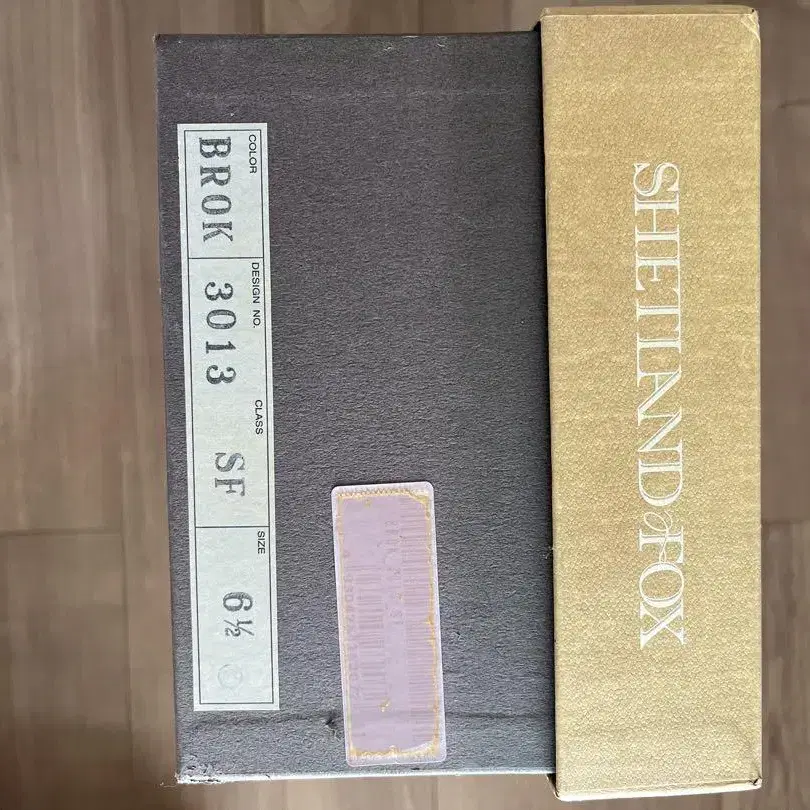 SHETLANDFOX
COLOR DESIGN NO. CLASS SIZE
BROK 3013 SF 6½